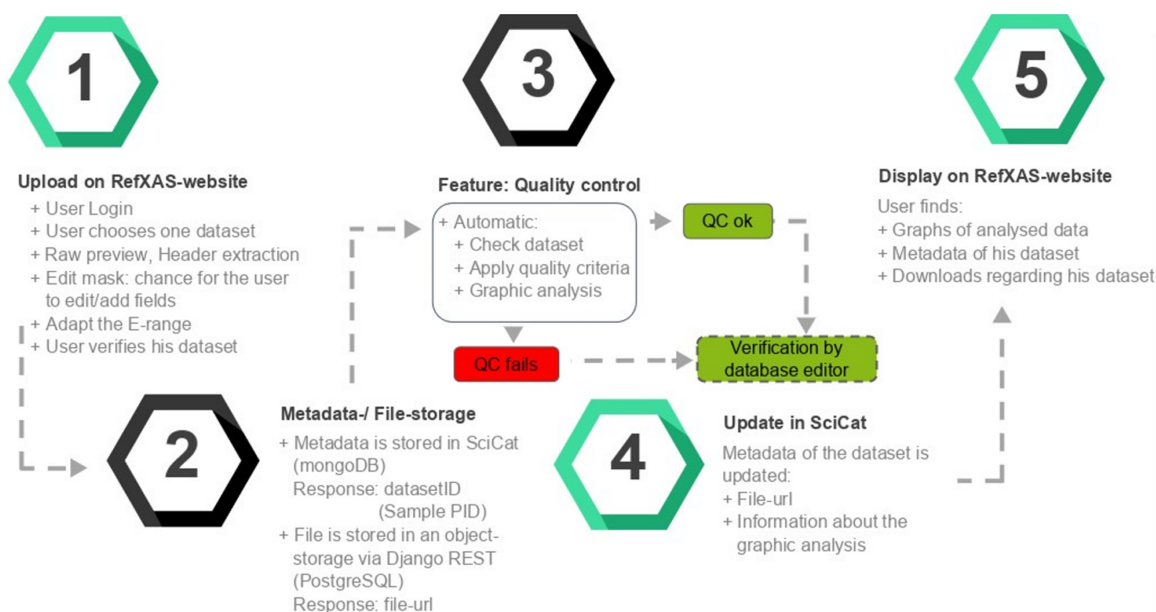 1
Upload on RefXAS-website
+ User Login
+ User chooses one dataset
+ Raw preview, Header extraction
+ Edit mask: chance for the user
to edit/add fields
+ Adapt the E-range
+ User verifies his dataset
2
Metadata-/ File-storage
+ Metadata is stored in SciCat
(mongoDB)
Response: datasetID
(Sample PID)
+ File is stored in an object-
storage via Django REST
(PostgreSQL)
Response: file-url
3
Feature: Quality control
+ Automatic:
+ Check dataset
+ Apply quality criteria
+ Graphic analysis
QC ok
QC fails
Verification by
database editor
4
Update in SciCat
Metadata of the dataset is
updated:
+ File-url
+ Information about the
graphic analysis
5
Display on RefXAS-website
User finds:
+ Graphs of analysed data
+ Metadata of his dataset
+ Downloads regarding his dataset